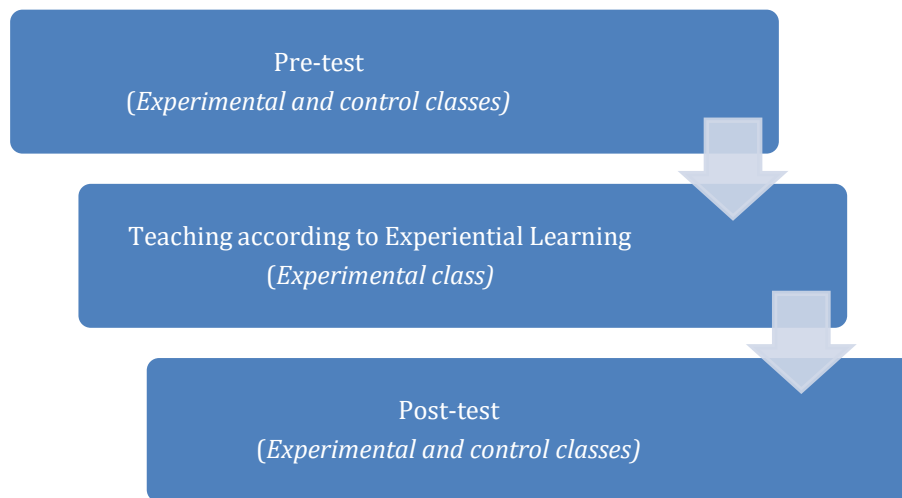 Pre-test
(Experimental and control classes)
Teaching according to Experiential Learning
(Experimental class)
Post-test
(Experimental and control classes)